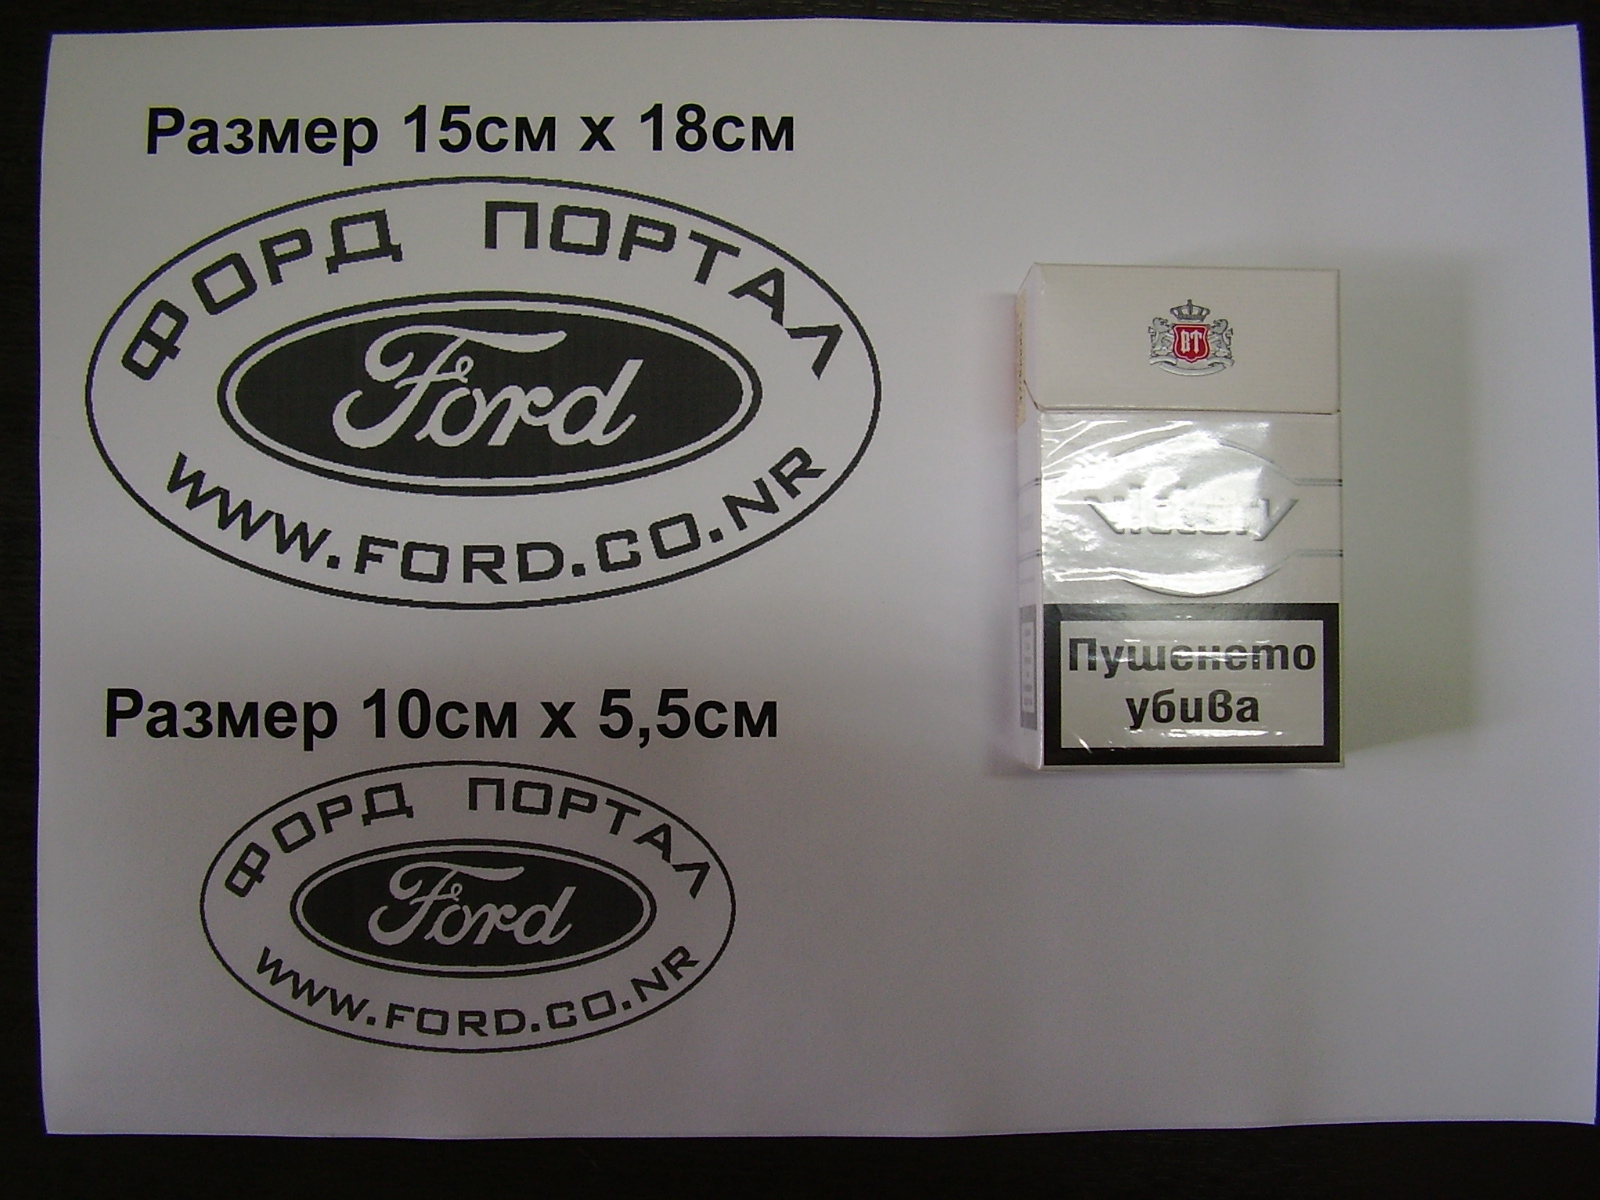 Размер 15см x 18см
ФОРД ПОРТАЛ
Ford
WWW.FORD.CO.NR
Размер 10см x 5,5см
ФОРД ПОРТАЛ
Ford
WWW.FORD.CO.NR
BT
Пушенето
убива